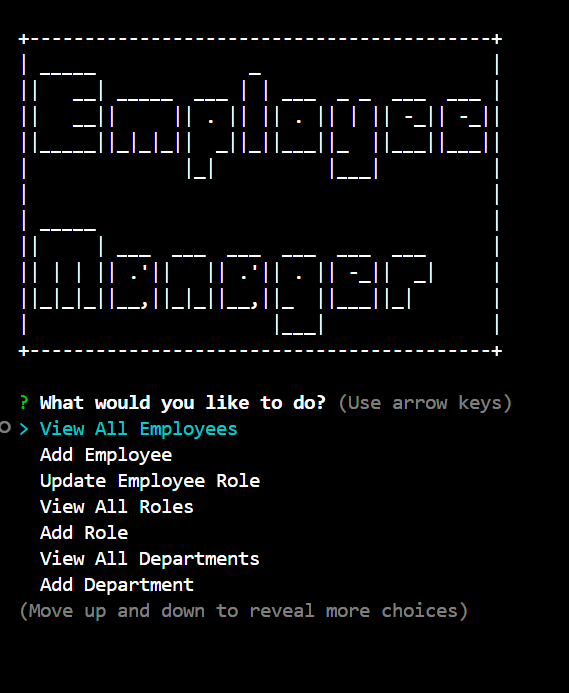 Employee
Manager
? What would you like to do? (Use arrow keys)
> View All Employees
Add Employee
Update Employee Role
View All Roles
Add Role
View All Departments
Add Department
(Move up and down to reveal more choices)